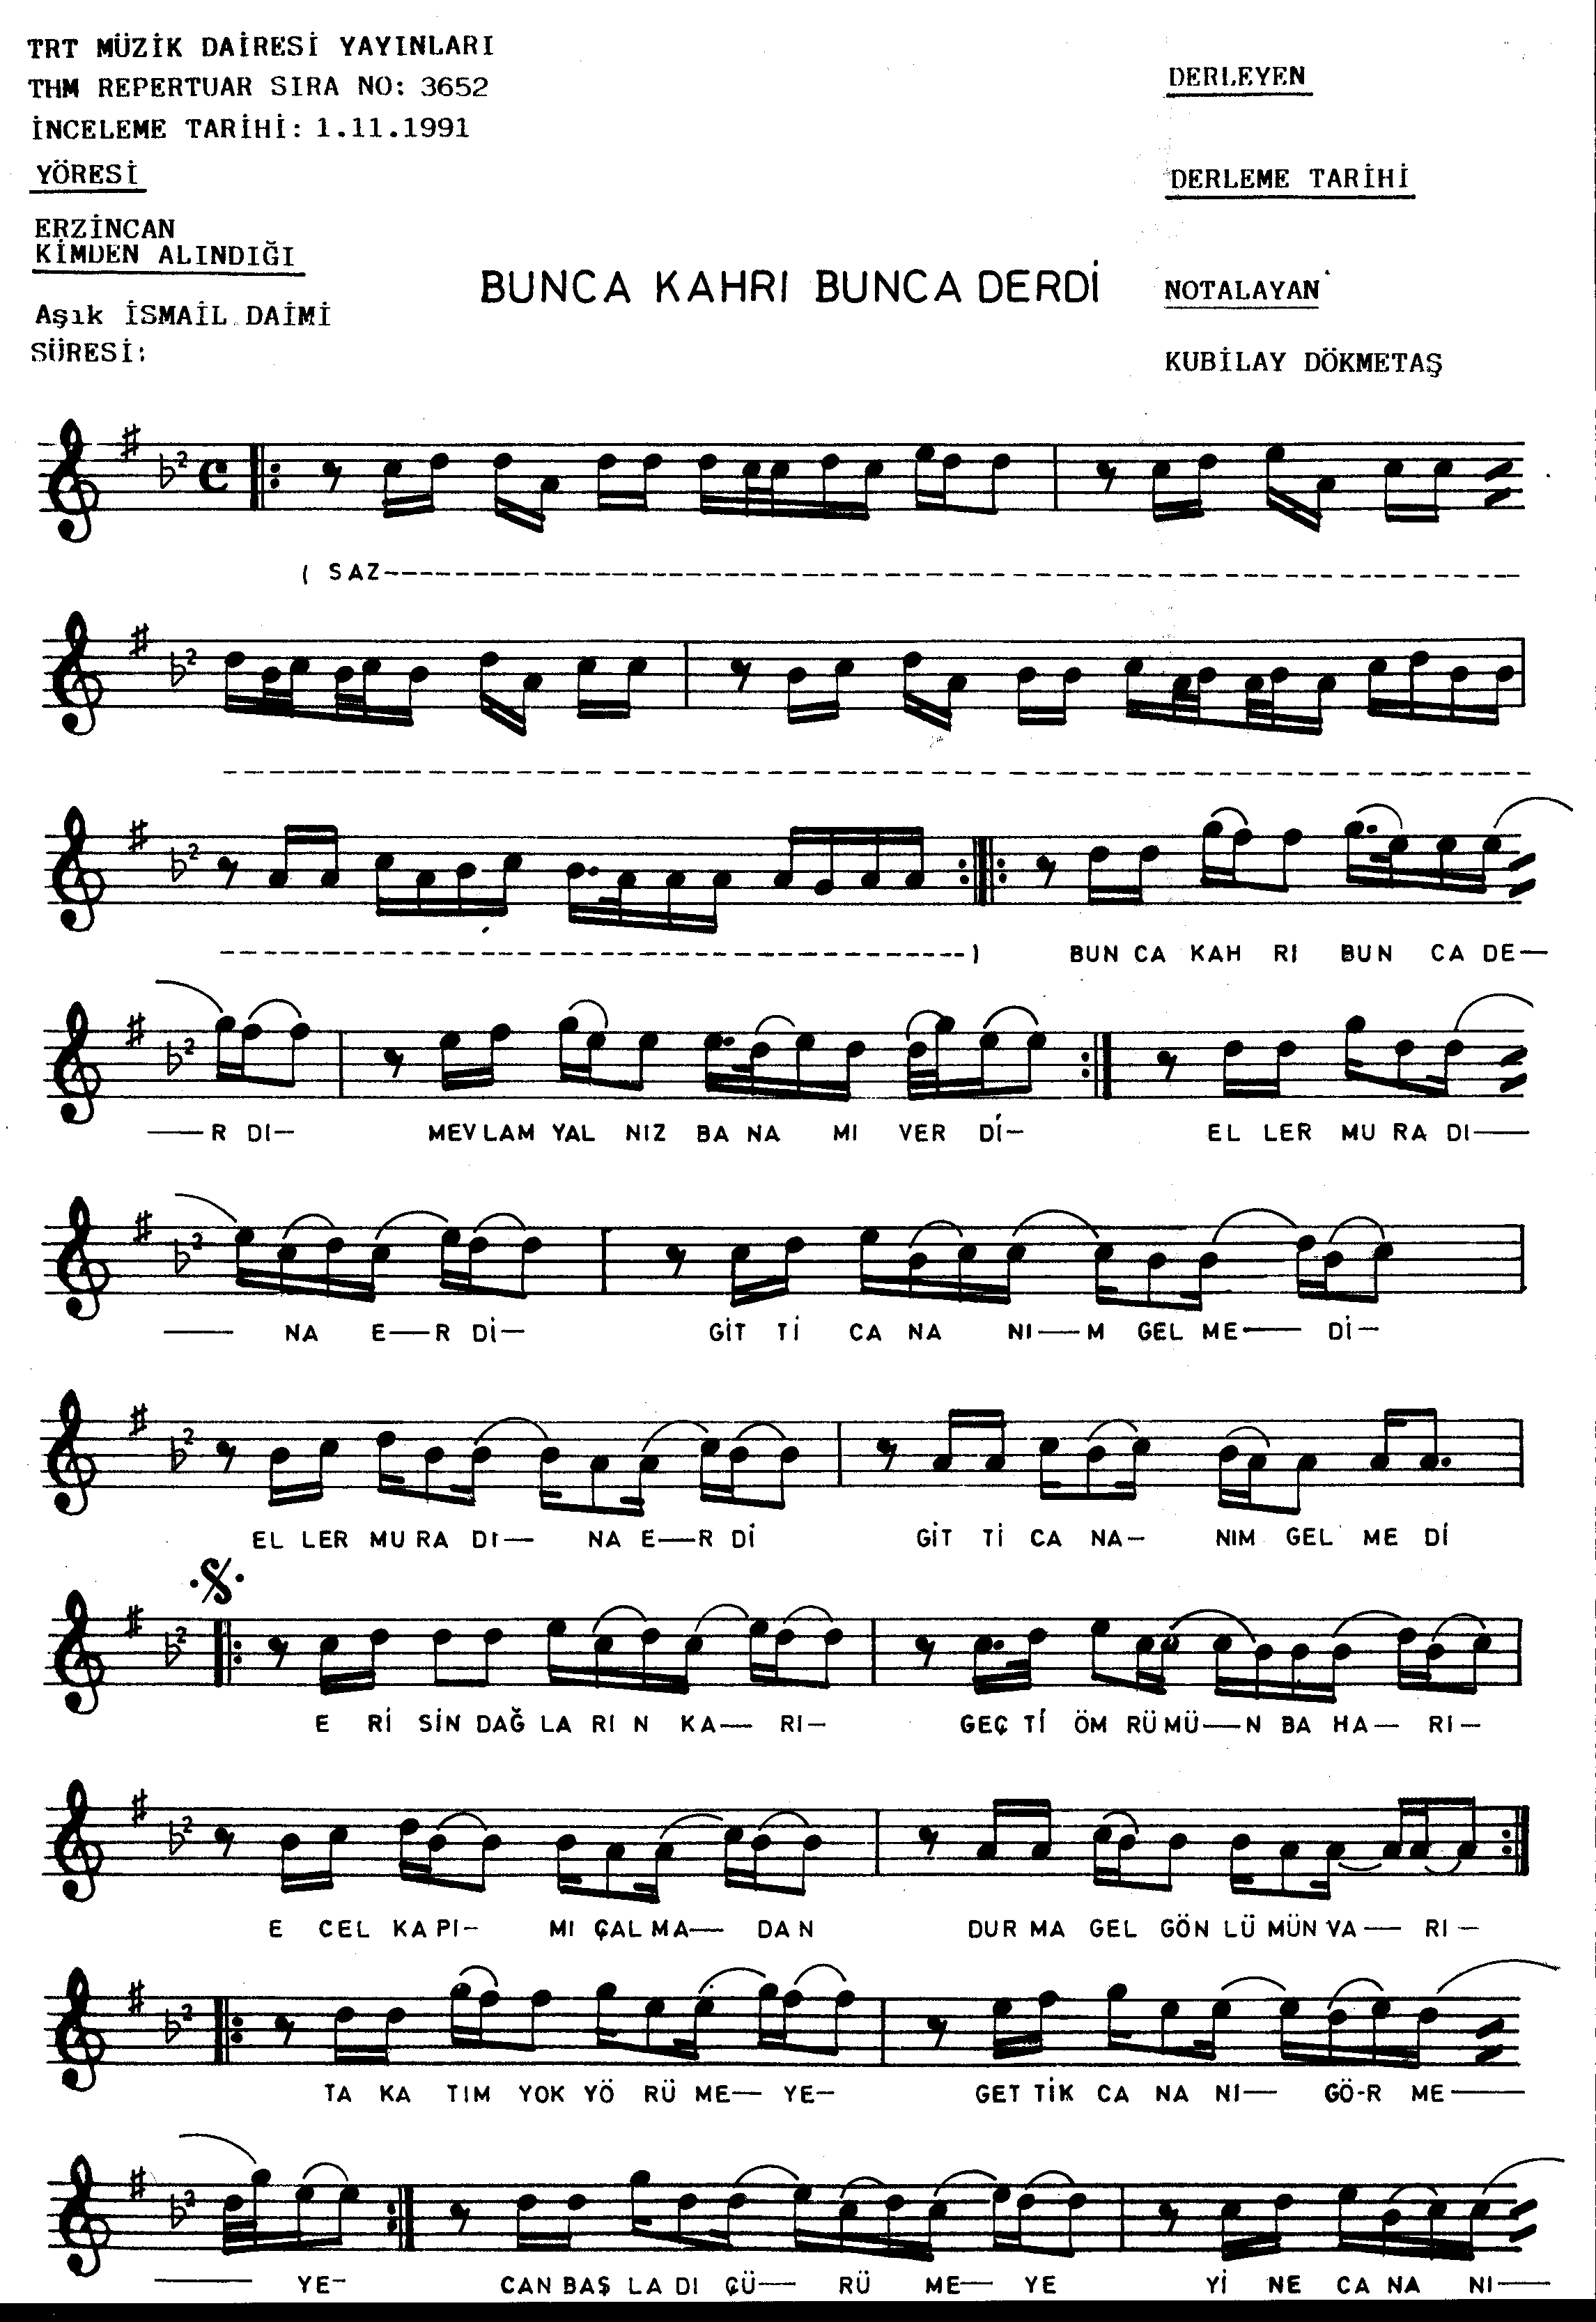 TRT MÜZİK DAİRESİ YAYINLARI
THM REPERTUAR SIRA NO: 3652
İNCELEME TARİHİ: 1.11.1991
YÖRESİ
ERZİNCAN
KİMDEN ALINDIĞI
Aşık İSMAİL DAİMİ
SÜRESİ:
BUNCA KAHRI BUNCA DERDİ
DERLEYEN
DERLEME TARİHİ
NOTALAYAN
KUBİLAY DÖKMETAŞ
( SAZ----------
----------
----------) BUN CA KAH RI BUN CA DE—
—R DI— MEV LAM YAL NIZ BA NA MI VER Dİ— EL LER MU RA DI—
— NA E—R Dİ— GİT Tİ CA NA NI—M GEL ME— Dİ—
EL LER MU RA DI— NA E—R Dİ GİT Tİ CA NA— NIM GEL ME Dİ
E Rİ SİN DAĞ LA RI N KA— RI— GEÇ Tİ ÖM RÜ MÜ—N BA HA— RI—
E CEL KA PI— MI ÇAL MA— DAN DUR MA GEL GÖN LÜ MÜN VA— RI—
TA KA TIM YOK YÖ RÜ ME— YE— GET TİK CA NA NI— GÖ-R ME—
— YE— CAN BAŞ LA DI ÇÜ— RÜ ME— YE Yİ NE CA NA NI—